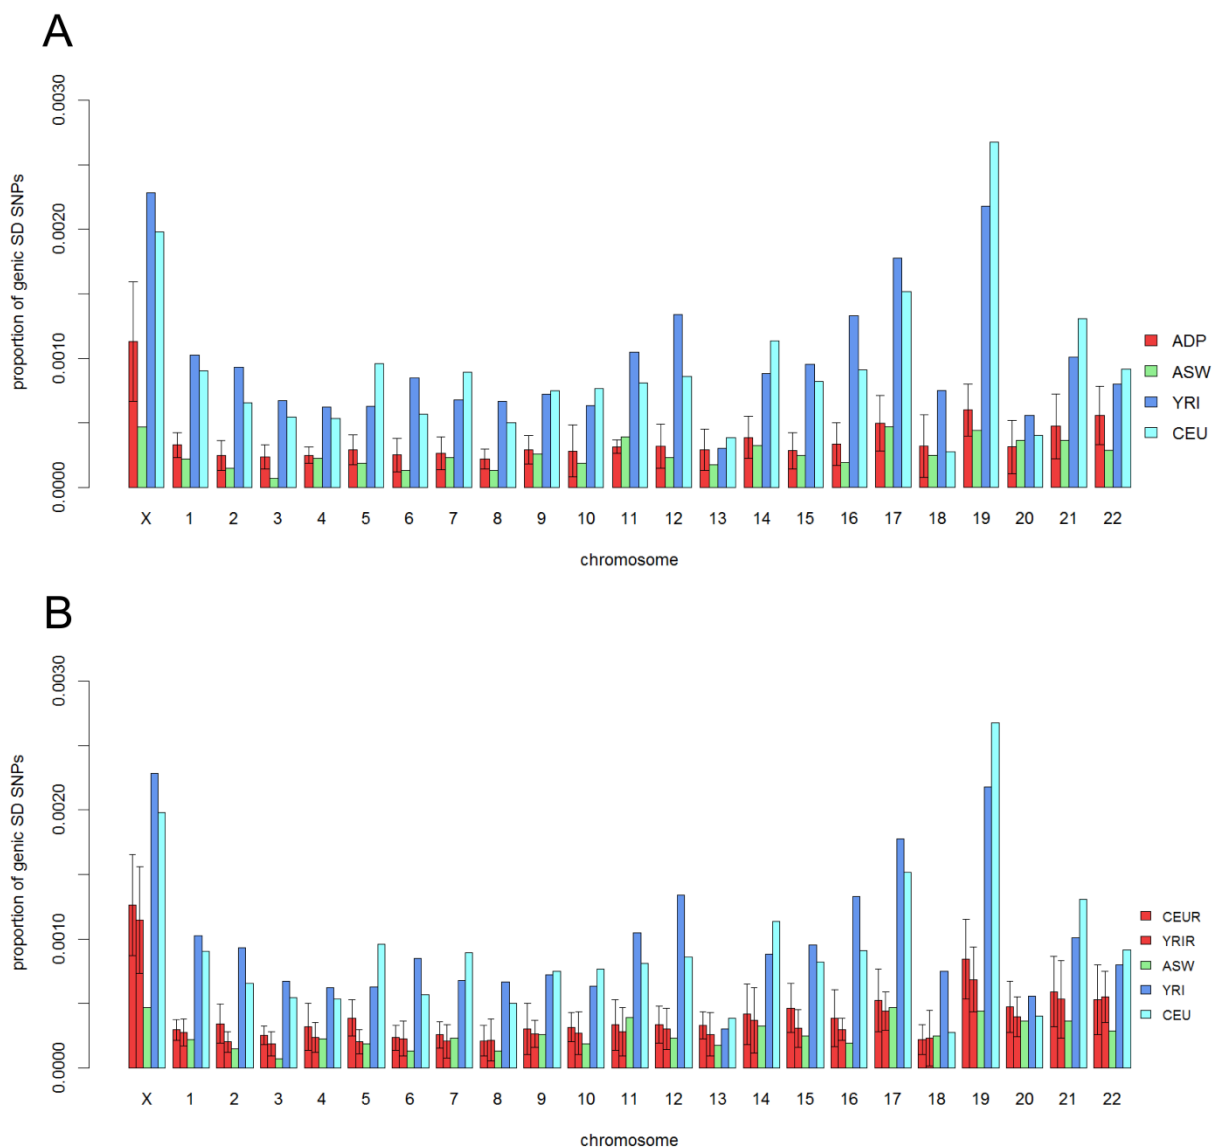 A
proportion of genic SD SNPs
0.0000 0.0010 0.0020 0.0030
X 1 2 3 4 5 6 7 8 9 10 11 12 13 14 15 16 17 18 19 20 21 22
chromosome
ADP
ASW
YRI
CEU
B
proportion of genic SD SNPs
0.0000 0.0010 0.0020 0.0030
X 1 2 3 4 5 6 7 8 9 10 11 12 13 14 15 16 17 18 19 20 21 22
chromosome
CEUR
YRIR
ASW
YRI
CEU